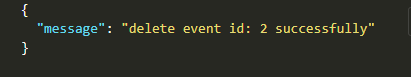 {
"message": "delete event id: 2 successfully"
}